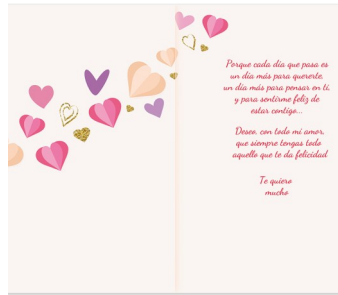 Porque cada día que pasa es
un día más para quererte,
un día más para pensar en ti,
y para sentirme feliz de
estar contigo...
Deseo, con todo mi amor,
que siempre tengas todo
aquello que te da felicidad
Te quiero
mucho